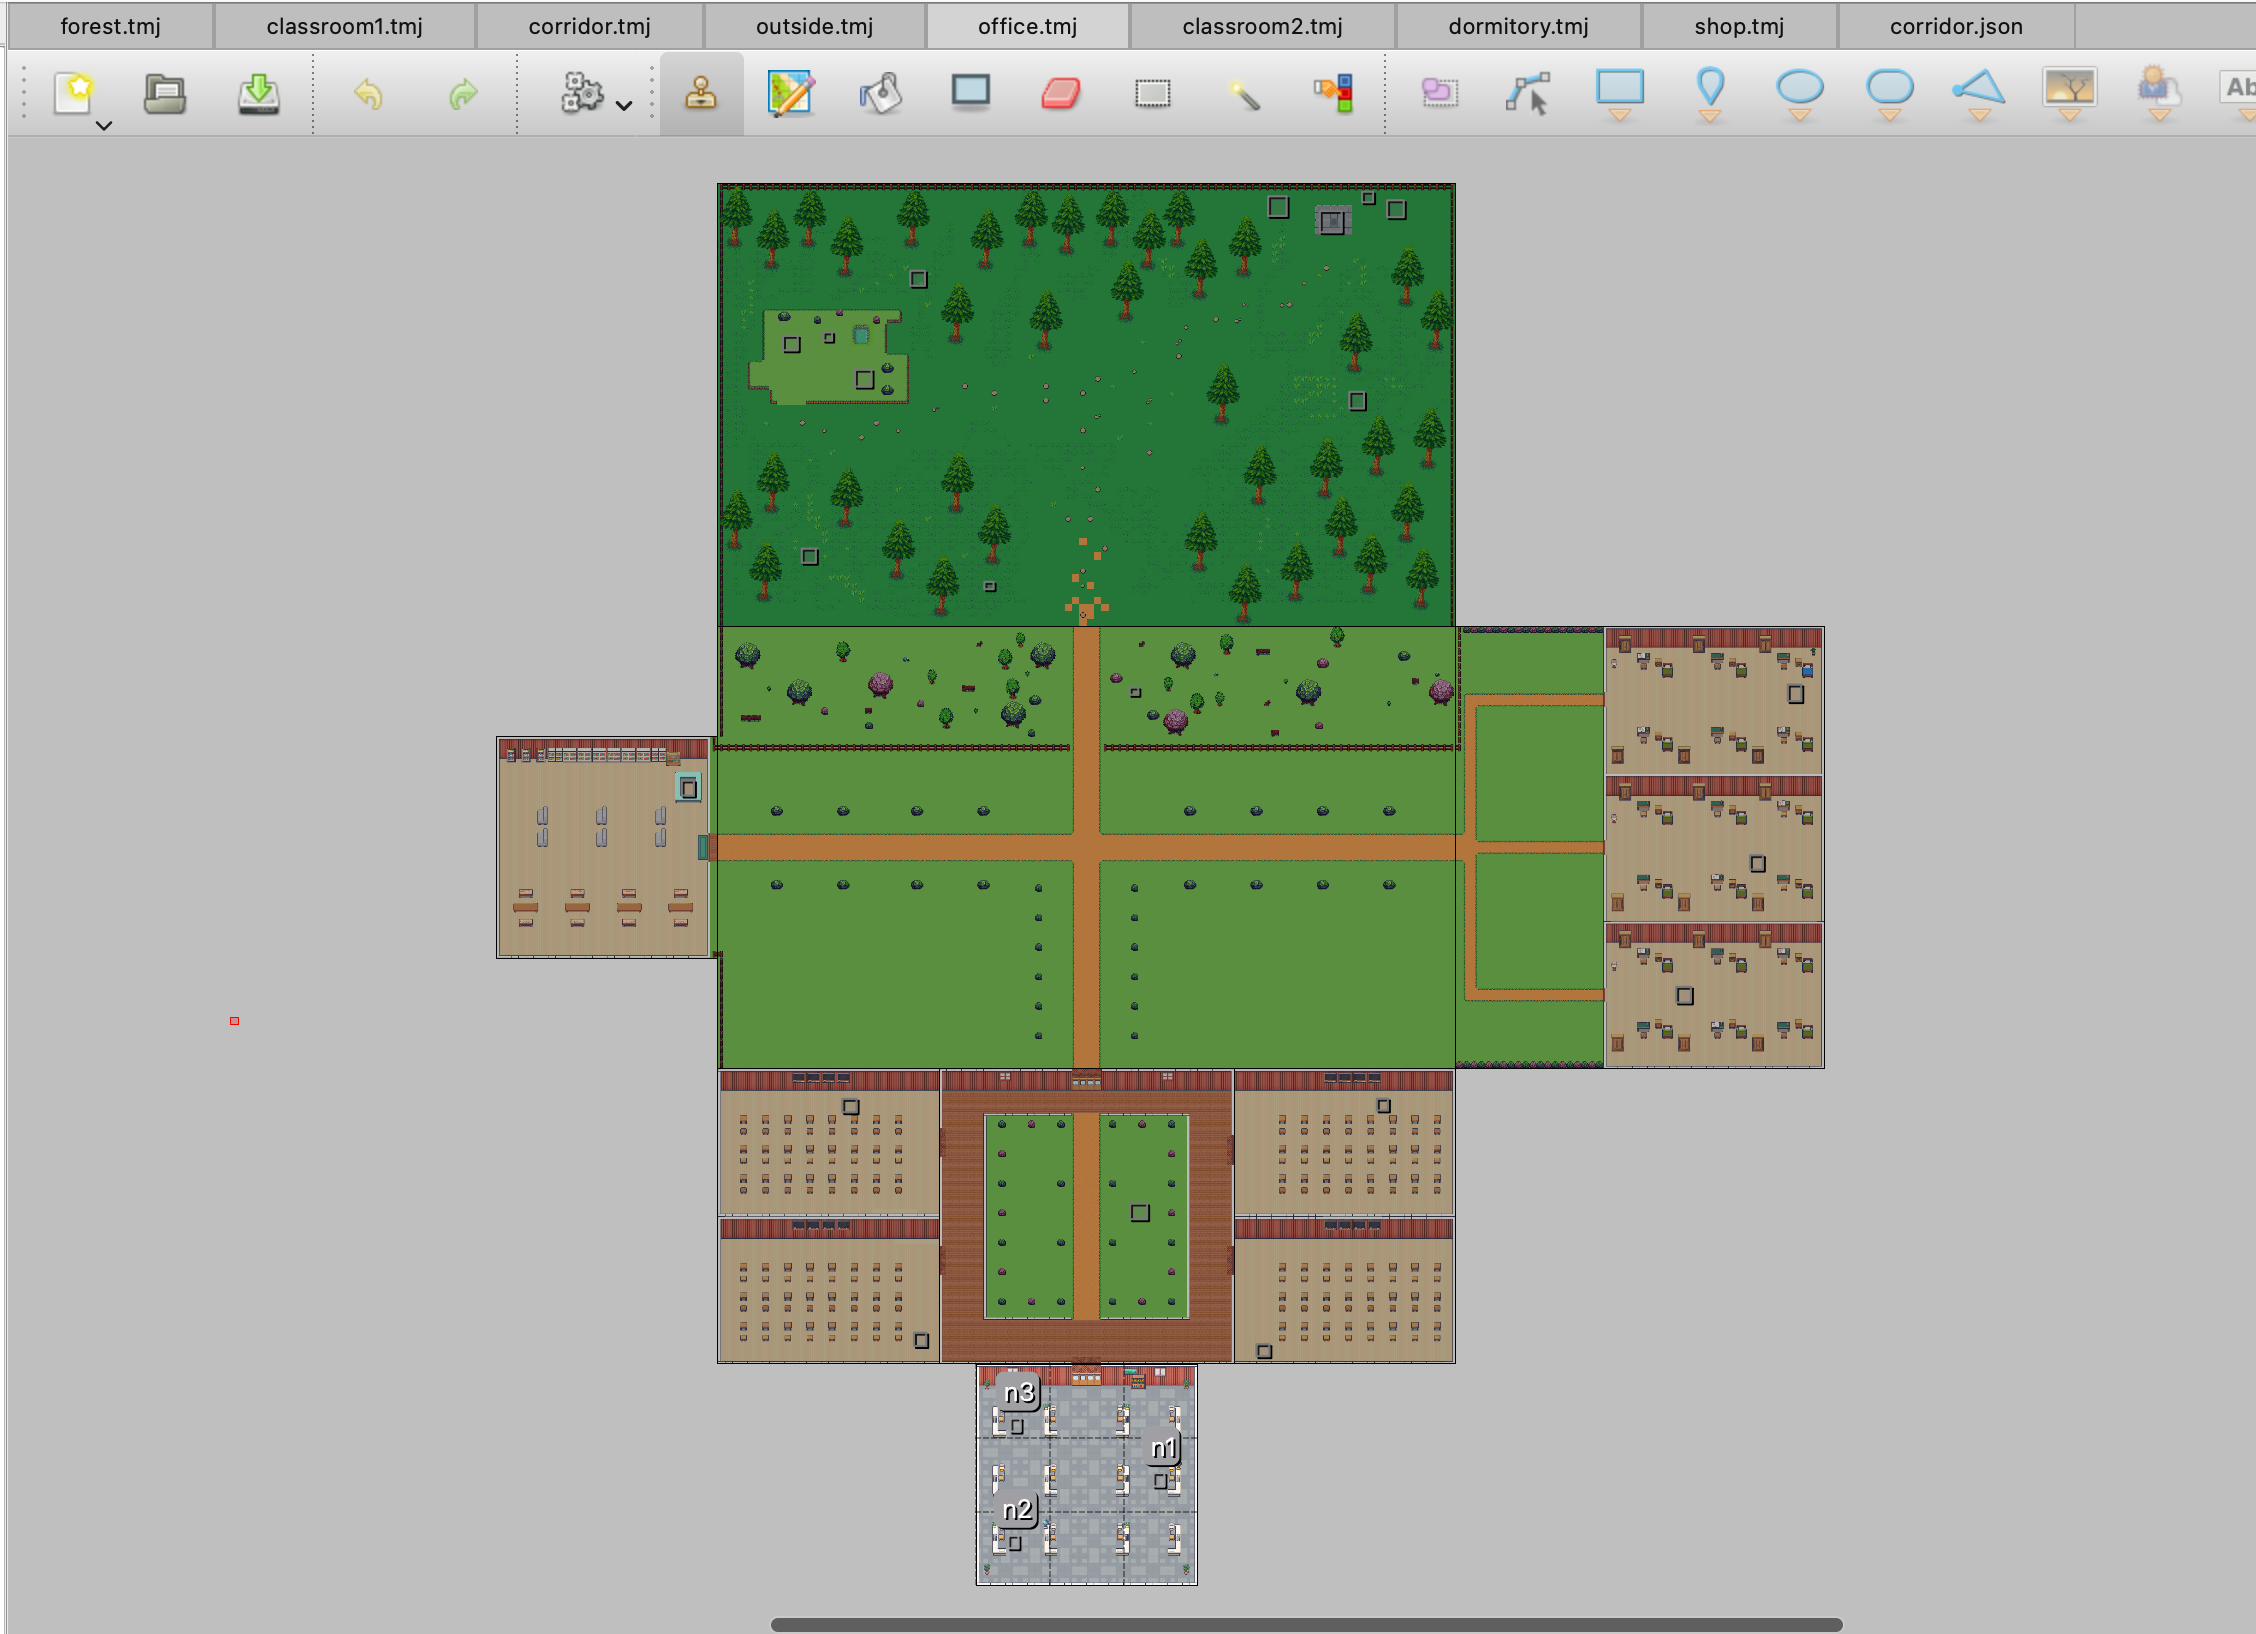 forest.tmj
classroom1.tmj
corridor.tmj
outside.tmj
office.tmj
classroom2.tmj
dormitory.tmj
shop.tmj
corridor.json
Ab
n3
n1
n2